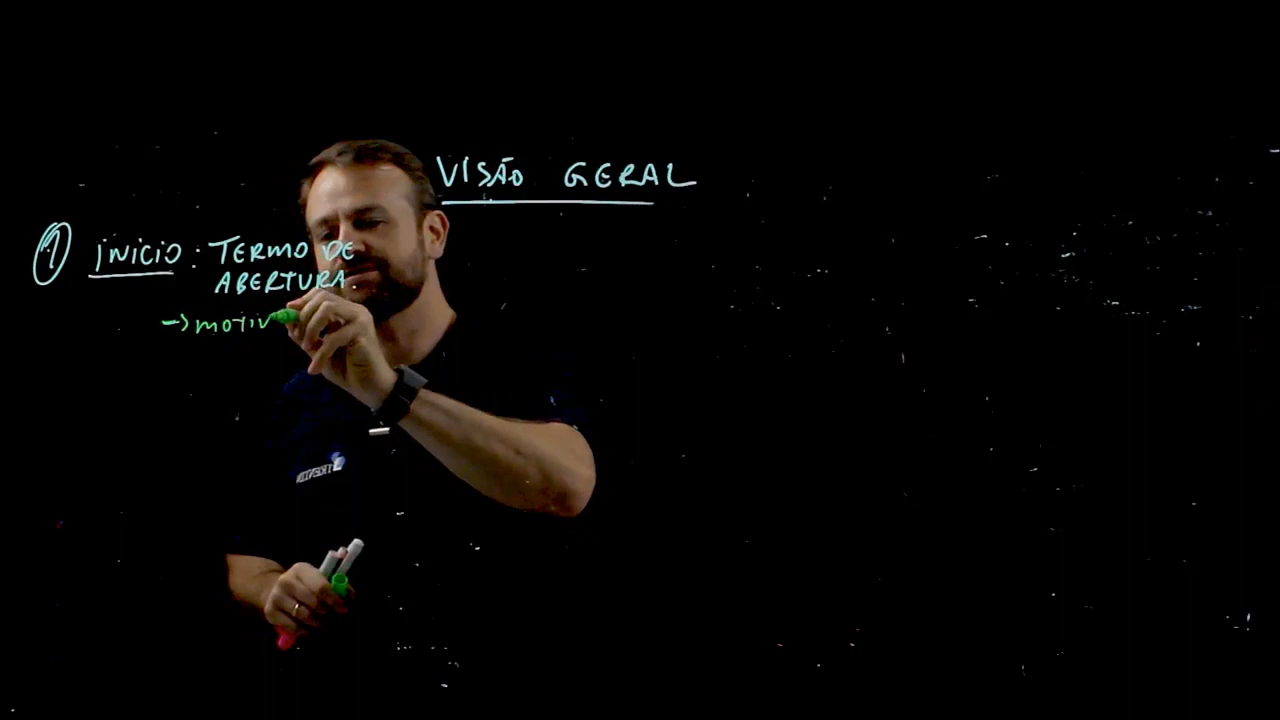 VISÃO GERAL
① INICIO: TERMO DE
ABERTURA.
→ MOTIV